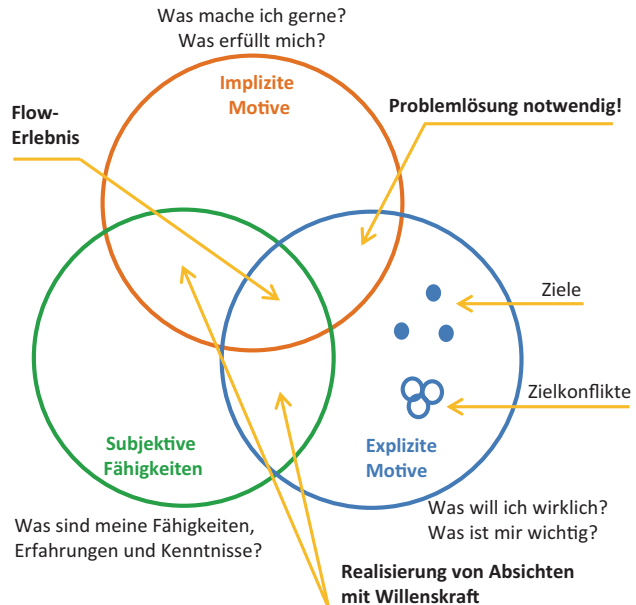 Was mache ich gerne?
Was erfüllt mich?
Implizite
Motive
Flow-
Erlebnis
Problemlösung notwendig!
Ziele
Zielkonflikte
Subjektive
Fähigkeiten
Explizite
Motive
Was sind meine Fähigkeiten,
Erfahrungen und Kenntnisse?
Was will ich wirklich?
Was ist mir wichtig?
Realisierung von Absichten
mit Willenskraft